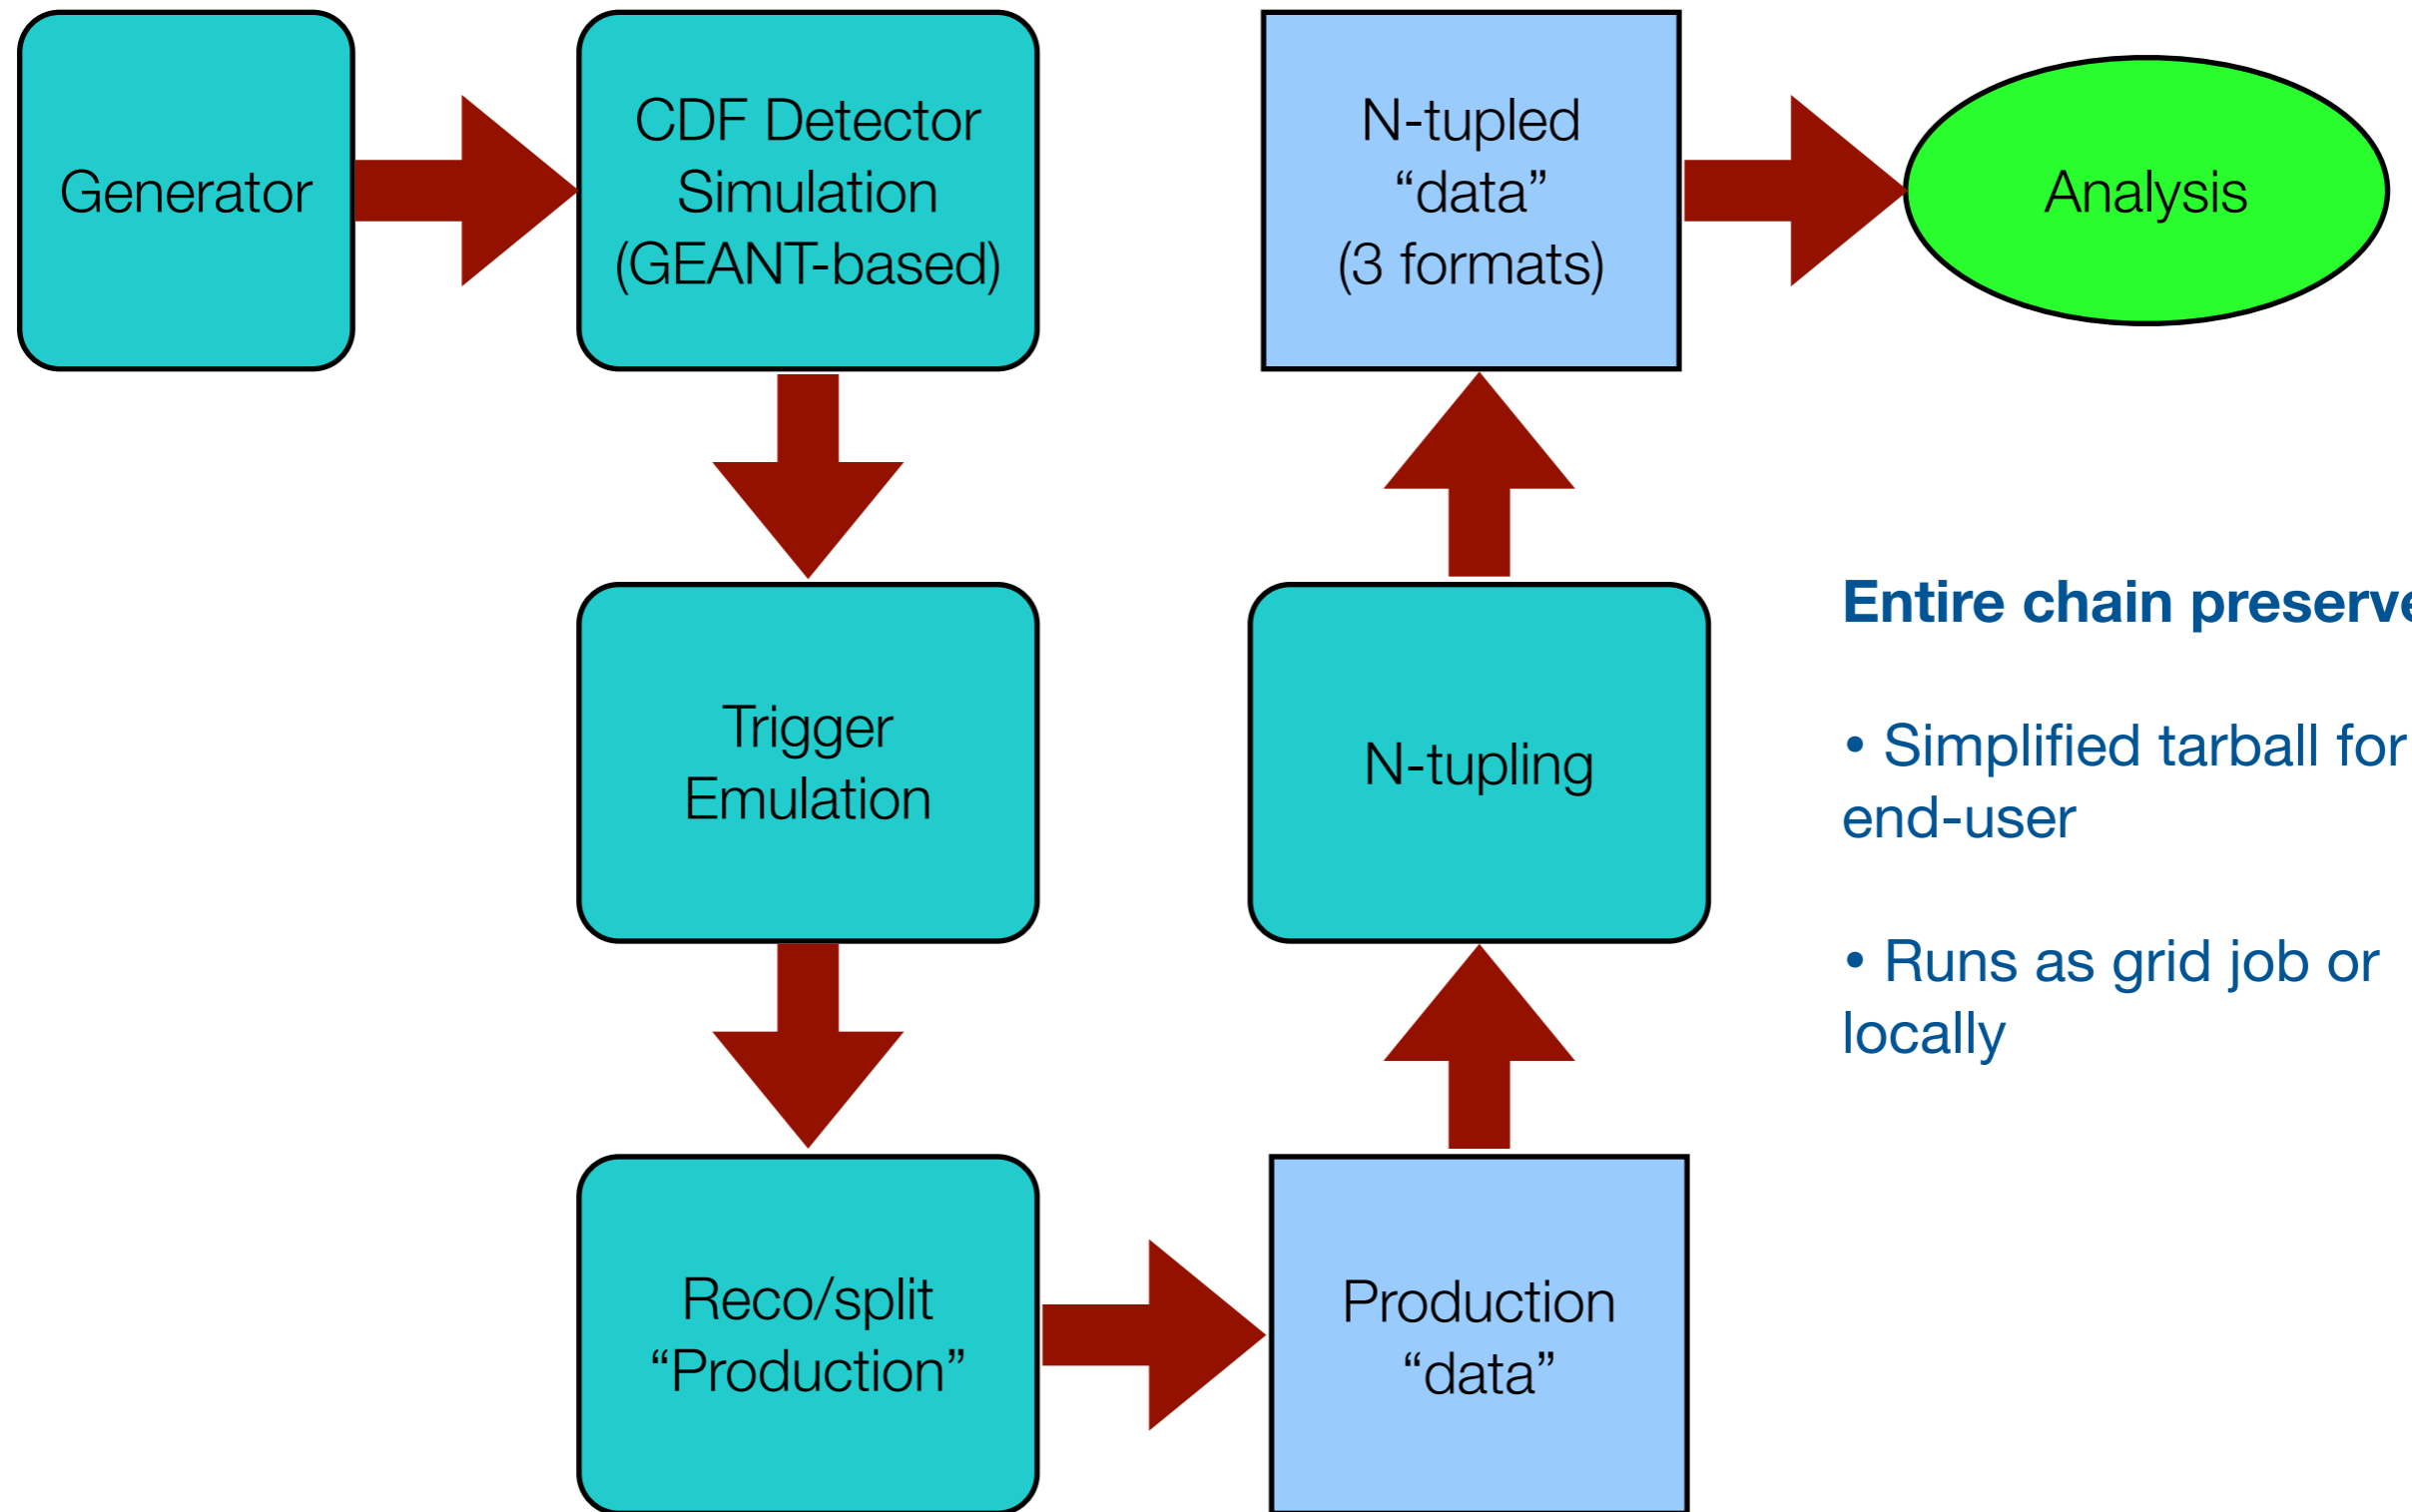 Generator
CDF Detector
Simulation
(GEANT-based)
N-tupled
“data”
(3 formats)
Analysis
Trigger
Emulation
N-tupling
Reco/split
“Production”
Production
“data”
Entire chain preserve
• Simplified tarball for
end-user
• Runs as grid job or
locally